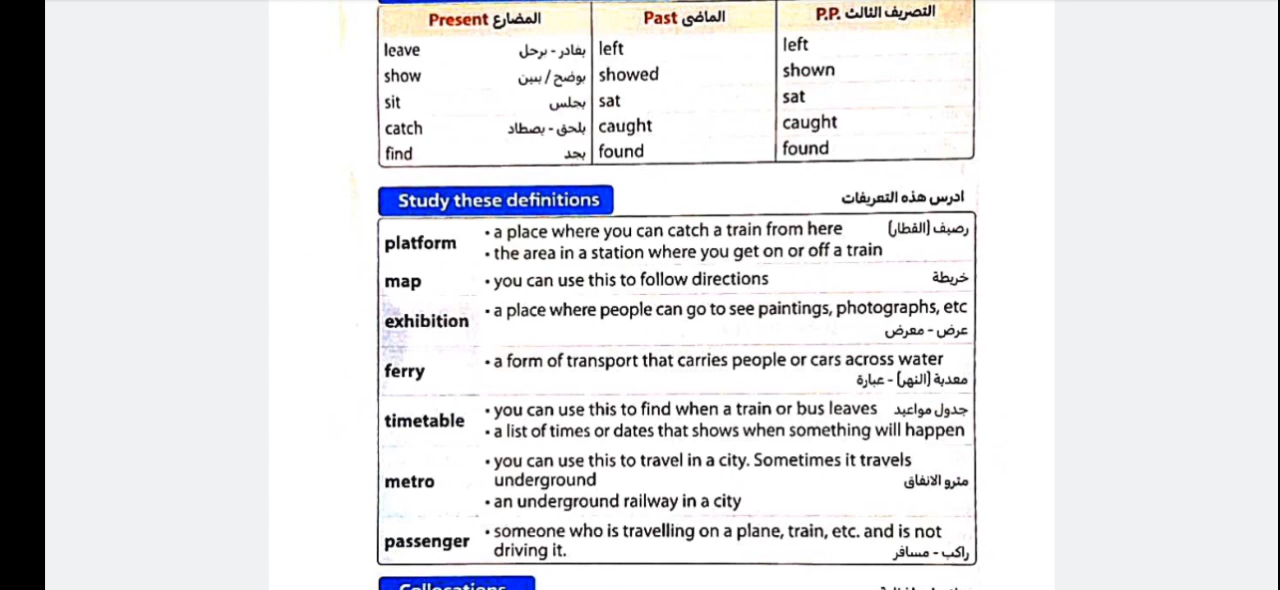 Present المضارع Past الماضى P.P. التصريف الثالث
leave يغادر - يرحل left left
show يوضح / يبين showed shown
sit يجلس sat sat
catch يلحق - يصطاد caught caught
find يجد found found
Study these definitions ادرس هذه التعريفات
platform
• a place where you can catch a train from here رصيف (القطار)
• the area in a station where you get on or off a train
map • you can use this to follow directions خريطة
exhibition
• a place where people can go to see paintings, photographs, etc
عرض - معرض
ferry
• a form of transport that carries people or cars across water
معدية (النهر) - عبارة
timetable
• you can use this to find when a train or bus leaves جدول مواعيد
• a list of times or dates that shows when something will happen
metro
• you can use this to travel in a city. Sometimes it travels
underground مترو الانفاق
• an underground railway in a city
passenger
• someone who is travelling on a plane, train, etc. and is not
driving it. راكب - مسافر
Collocations